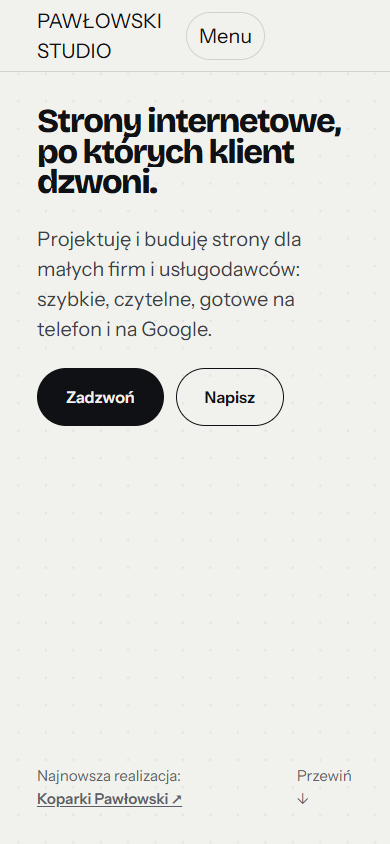 PAWŁOWSKI
STUDIO
Menu
Strony internetowe,
po których klient
dzwoni.
Projektuję i buduję strony dla
małych firm i usługodawców:
szybkie, czytelne, gotowe na
telefon i na Google.
Zadzwoń
Napisz
Najnowsza realizacja:
Koparki Pawłowski ↗
Przewiń
↓